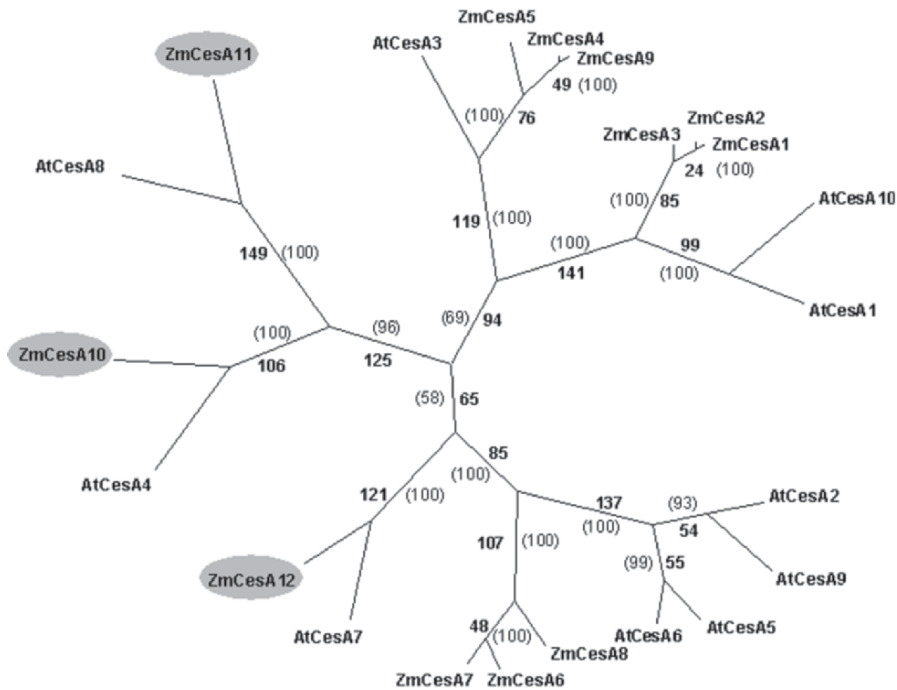 ZmCesA5
ZmCesA4
AtCesA3
ZmCesA9
ZmCesA11
49 (100)
(100)
76
ZmCesA2
ZmCesA3
ZmCesA1
24 (100)
AtCesA8
(100) 85
AtCesA10
119 (100)
149 (100)
(100)
141
99
(100)
AtCesA1
(69) 94
(100)
106
(96)
125
ZmCesA10
(58) 65
AtCesA4
85
(100)
121 (100)
137
(100)
(93)
54
AtCesA2
107 (100)
(99) 55
AtCesA9
ZmCesA12
AtCesA7
48 (100)
AtCesA6
AtCesA5
ZmCesA8
ZmCesA7 ZmCesA6